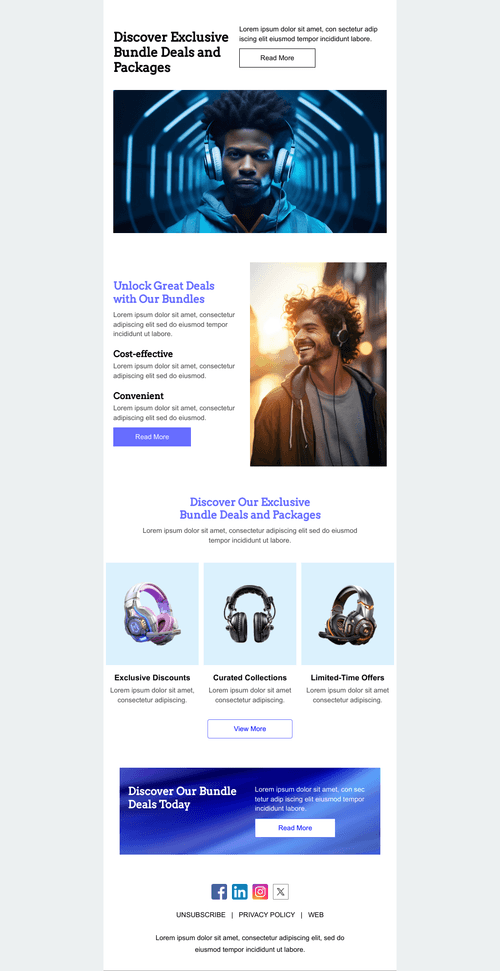 Discover Exclusive
Bundle Deals and
Packages
Lorem ipsum dolor sit amet, con sectetur adip
iscing elit eiusmod tempor incididunt labore.
Read More
Unlock Great Deals
with Our Bundles
Lorem ipsum dolor sit amet, consectetur
adipiscing elit sed do eiusmod tempor
incididunt ut labore.
Cost-effective
Lorem ipsum dolor sit amet, consectetur
adipiscing elit sed do eiusmod.
Convenient
Lorem ipsum dolor sit amet, consectetur
adipiscing elit sed do eiusmod.
Read More
Discover Our Exclusive
Bundle Deals and Packages
Lorem ipsum dolor sit amet, consectetur adipiscing elit sed do eiusmod
tempor incididunt ut labore.
Exclusive Discounts
Lorem ipsum dolor sit amet,
consectetur adipiscing.
Curated Collections
Lorem ipsum dolor sit amet
consectetur adipiscing.
Limited-Time Offers
Lorem ipsum dolor sit amet
consectetur adipiscing.
View More
Discover Our Bundle
Deals Today
Lorem ipsum dolor sit amet, con sec
tetur adip iscing elit eiusmod tempor
incididunt labore.
Read More
UNSUBSCRIBE | PRIVACY POLICY | WEB
Lorem ipsum dolor sit amet, consectetur adipiscing elit, sed do
eiusmod tempor incididunt ut labore.